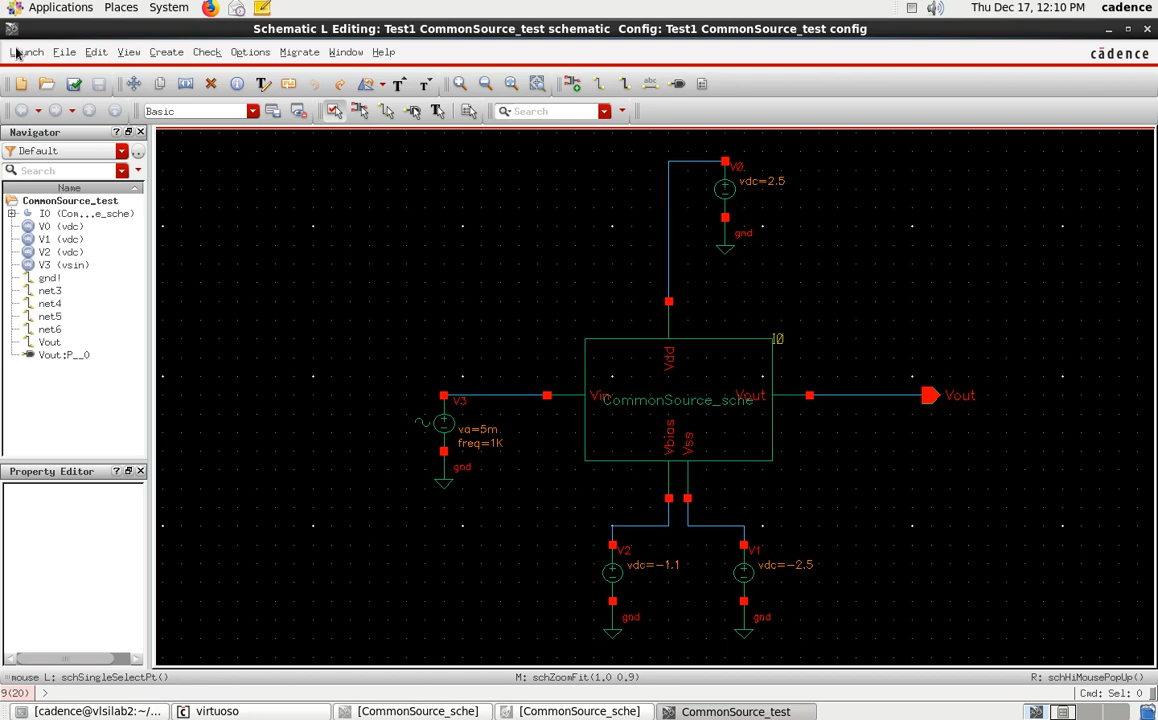 Applications Places System Thu Dec 17, 12:10 PM cadence
Schematic L Editing: Test1 CommonSource_test schematic Config: Test1 CommonSource_test config
Launch File Edit View Create Check Options Migrate Window Help cādence
Basic Search
Navigator
Default
Search
Name
CommonSource_test
I0 (Com...e_sche)
V0 (vdc)
V1 (vdc)
V2 (vdc)
V3 (vsin)
gnd!
net3
net4
net5
net6
Vout
Vout:P__0
Property Editor
V0
vdc=2.5
gnd
I0
Vdd
V3
Vin
CommonSource_sche
Vout
Vout
va=5m
freq=1K
gnd
Vbias
Vss
V2
vdc=-1.1
gnd
V1
vdc=-2.5
gnd
mouse L: schSingleSelectPt() M: schZoomFit(1.0 0.9) R: schHiMousePopUp()
9(20) > Cmd: Sel: 0
[cadence@vlsilab2:~/... virtuoso [CommonSource_sche] [CommonSource_sche] CommonSource_test